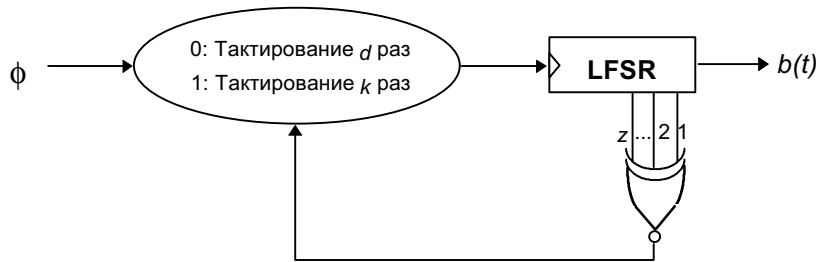 0: Тактирование d раз
1: Тактирование k раз
ϕ
LFSR
b(t)
z ... 2 1